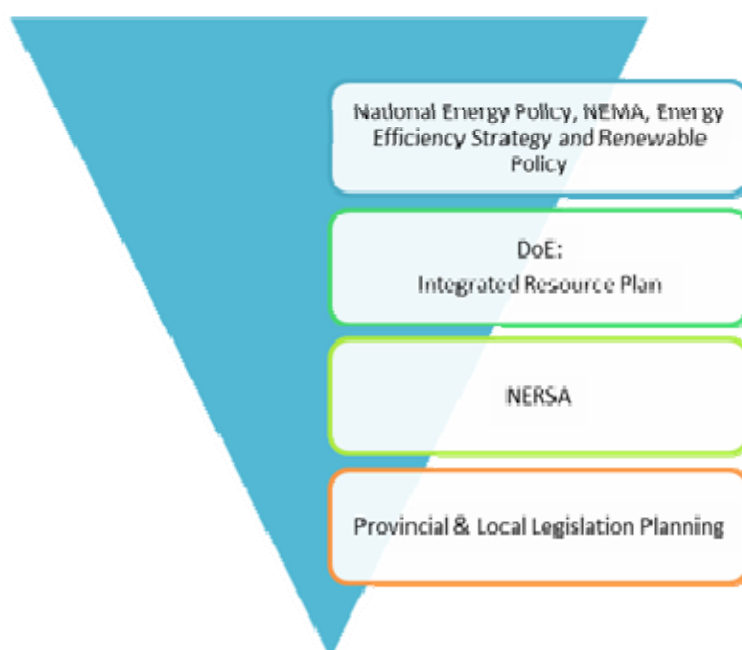 National Energy Policy, NEMA, Energy
Efficiency Strategy and Renewable
Policy
DoE:
Integrated Resource Plan
NERSA
Provincial & Local Legislation Planning